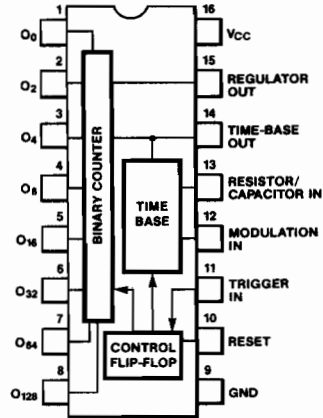 1
16
O₀
VCC
2
15
O₂
REGULATOR
OUT
3
14
O₄
TIME-BASE
OUT
4
13
O₈
RESISTOR/
CAPACITOR IN
5
12
O₁₆
MODULATION
IN
6
11
O₃₂
TRIGGER
IN
7
10
O₆₄
RESET
8
9
O₁₂₈
GND
BINARY COUNTER
TIME
BASE
CONTROL
FLIP-FLOP